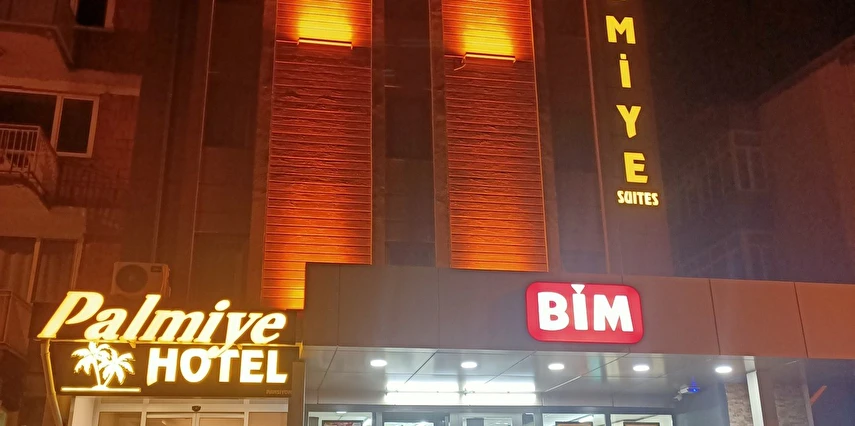 MİYE
SUITES
BİM
Palmiye
HOTEL